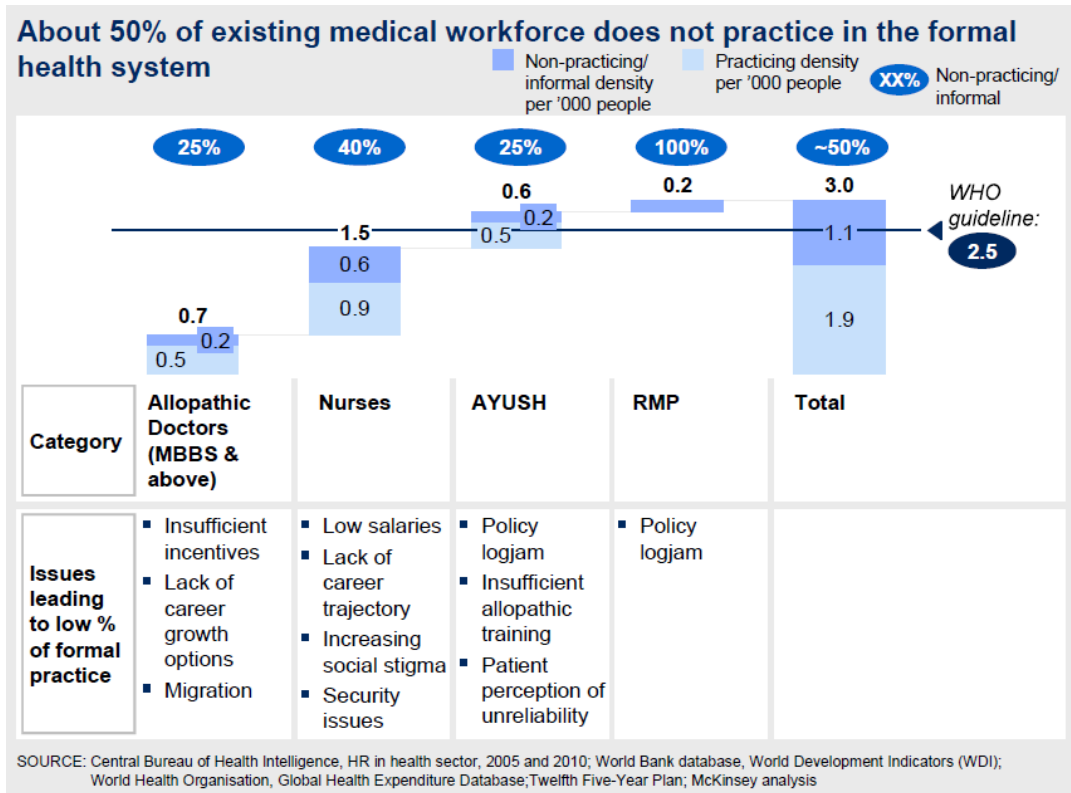 About 50% of existing medical workforce does not practice in the formal
health system
Non-practicing/
informal density
per '000 people
Practicing density
per '000 people
XX%
Non-practicing/
informal
25%
40%
25%
100%
~50%
0.7
0.2
0.5
1.5
0.6
0.9
0.6
0.2
0.5
0.2
3.0
1.1
1.9
WHO
guideline:
2.5
Category
Allopathic
Doctors
(MBBS &
above)
Nurses
AYUSH
RMP
Total
Issues
leading
to low %
of formal
practice
▪ Insufficient
incentives
▪ Lack of
career
growth
options
▪ Migration
▪ Low salaries
▪ Lack of
career
trajectory
▪ Increasing
social stigma
▪ Security
issues
▪ Policy
logjam
▪ Insufficient
allopathic
training
▪ Patient
perception of
unreliability
▪ Policy
logjam
SOURCE: Central Bureau of Health Intelligence, HR in health sector, 2005 and 2010; World Bank database, World Development Indicators (WDI);
World Health Organisation, Global Health Expenditure Database;Twelfth Five-Year Plan; McKinsey analysis